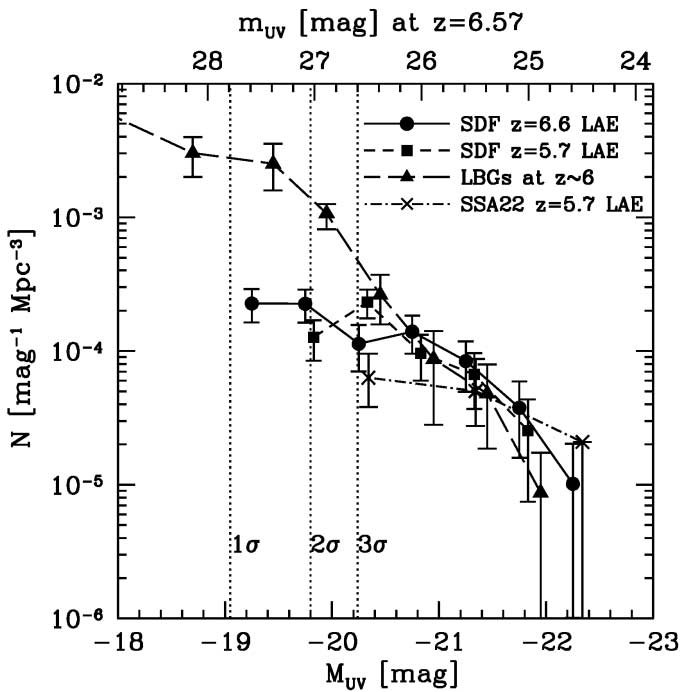 m_UV [mag] at z=6.57
28 27 26 25 24
10^-2
SDF z=6.6 LAE
SDF z=5.7 LAE
LBGs at z~6
SSA22 z=5.7 LAE
10^-3
N [mag^-1 Mpc^-3]
10^-4
10^-5
1σ 2σ 3σ
10^-6
-18 -19 -20 -21 -22 -23
M_UV [mag]